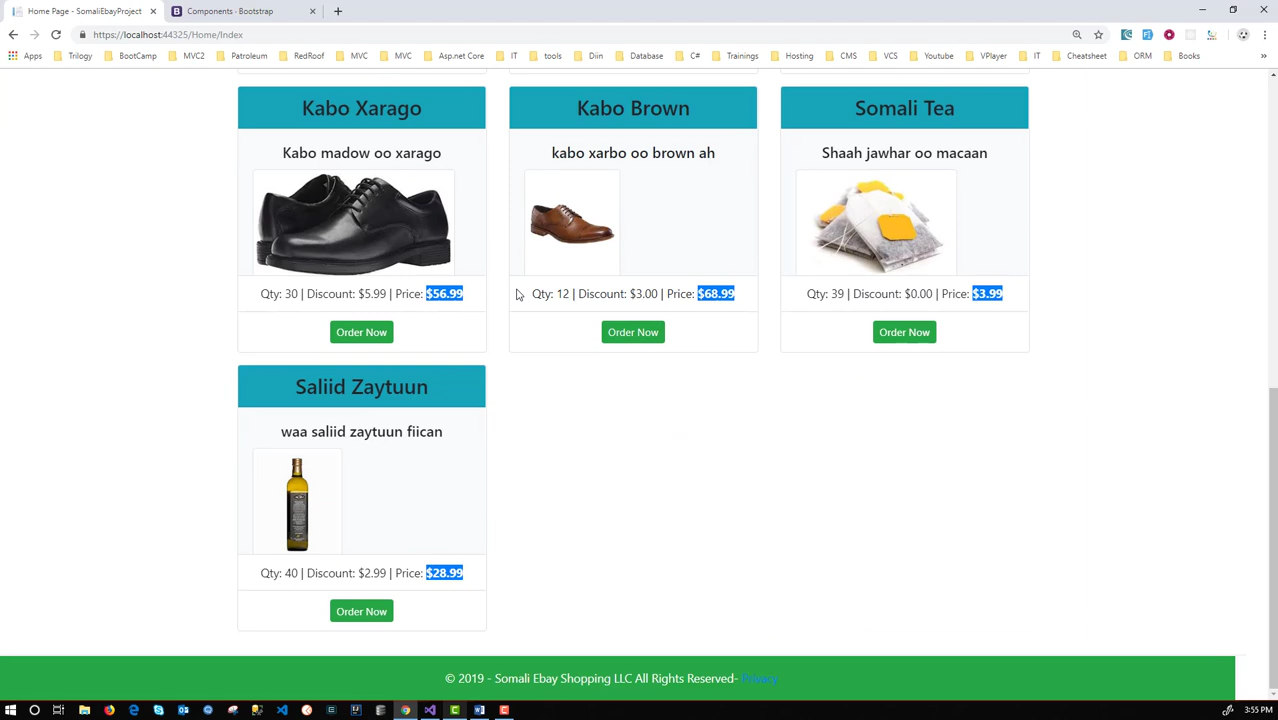 Home Page - SomaliEbayProject
Components · Bootstrap
https://localhost:44325/Home/Index
Apps Trilogy BootCamp MVC2 Patroleum RedRoof MVC MVC Asp.net Core IT tools Diin Database C# Trainings Hosting CMS VCS Youtube VPlayer IT Cheatsheet ORM Books
Kabo Xarago
Kabo madow oo xarago
Qty: 30 | Discount: $5.99 | Price: $56.99
Order Now
Kabo Brown
kabo xarbo oo brown ah
Qty: 12 | Discount: $3.00 | Price: $68.99
Order Now
Somali Tea
Shaah jawhar oo macaan
Qty: 39 | Discount: $0.00 | Price: $3.99
Order Now
Saliid Zaytuun
waa saliid zaytuun fiican
Qty: 40 | Discount: $2.99 | Price: $28.99
Order Now
© 2019 - Somali Ebay Shopping LLC All Rights Reserved- Privacy
3:55 PM